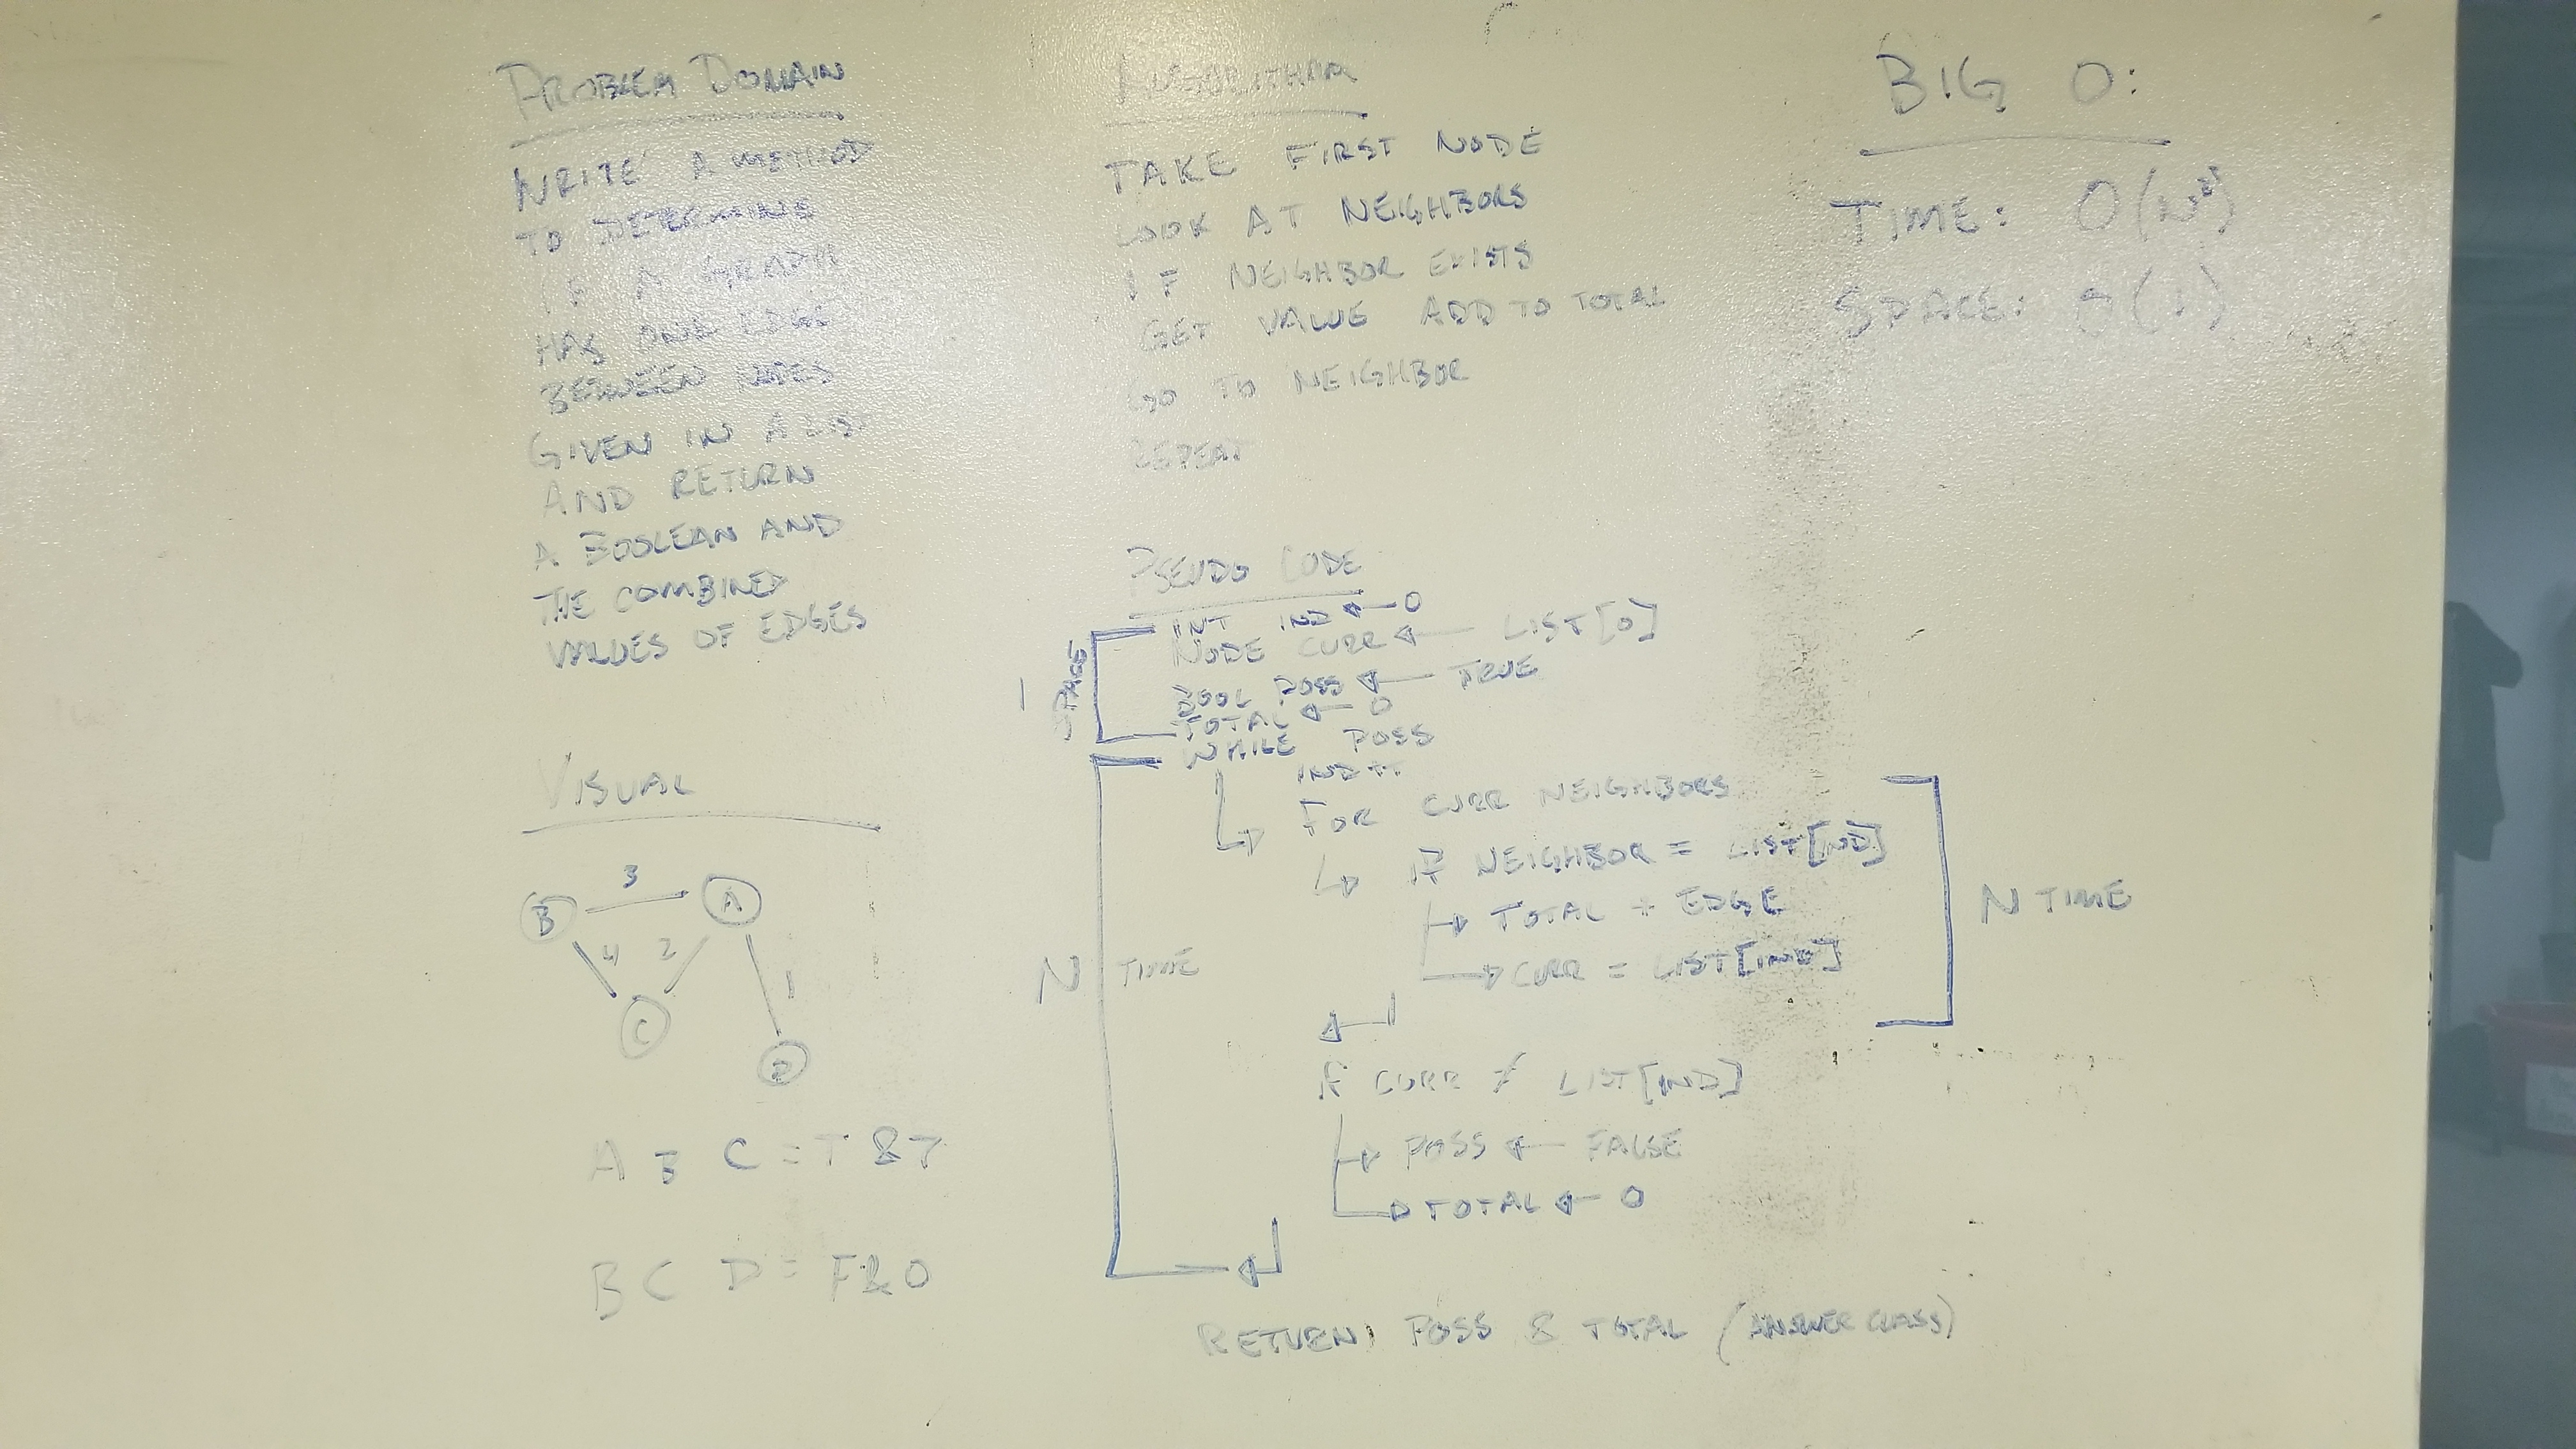 PROBLEM DOMAIN
WRITE A METHOD
TO DETERMINE
IF A GRAPH
HAS ONE EDGE
BETWEEN NODES
GIVEN IN A LIST
AND RETURN
A BOOLEAN AND
THE COMBINED
VALUES OF EDGES
VISUAL
B 3 A
4 2
1
C
D
A B C = T & 7
B C D = F & 0
ALGORITHM
TAKE FIRST NODE
LOOK AT NEIGHBORS
IF NEIGHBOR EXISTS
GET VALUE ADD TO TOTAL
GO TO NEIGHBOR
REPEAT
PSEUDO CODE
INT IND ← 0
NODE CURR ← LIST[0]
BOOL POSS ← TRUE
TOTAL ← 0
1 SPACE
WHILE POSS
IND++
FOR CURR NEIGHBORS
IF NEIGHBOR = LIST[IND]
TOTAL + EDGE
CURR = LIST[IND]
N TIME
N TIME
IF CURR ≠ LIST[IND]
POSS ← FALSE
TOTAL ← 0
RETURN POSS & TOTAL (ANSWER CLASS)
BIG O:
TIME: O(N²)
SPACE: O(1)